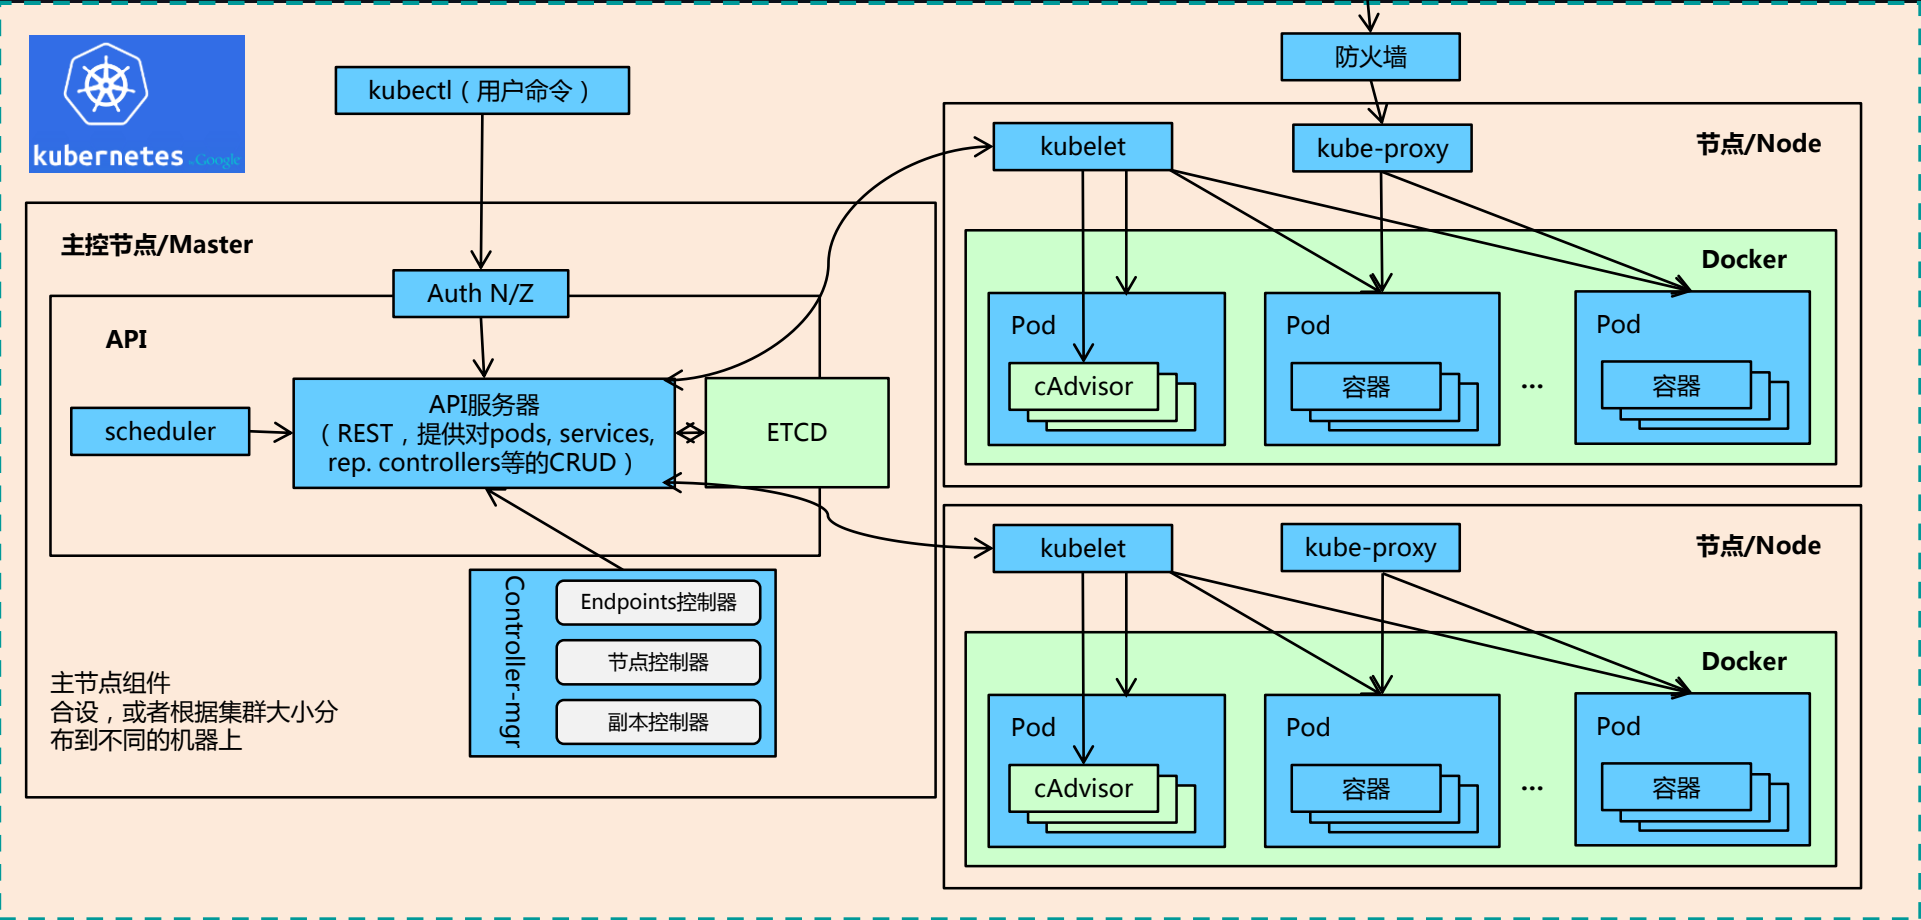 kubernetes
by Google
kubectl（用户命令）
主控节点/Master
Auth N/Z
API
scheduler
API服务器
（REST，提供对pods, services,
rep. controllers等的CRUD）
ETCD
Controller-mgr
Endpoints控制器
节点控制器
副本控制器
主节点组件
合设，或者根据集群大小分
布到不同的机器上
防火墙
kubelet
kube-proxy
节点/Node
Docker
Pod
cAdvisor
Pod
容器
...
Pod
容器
kubelet
kube-proxy
节点/Node
Docker
Pod
cAdvisor
Pod
容器
...
Pod
容器